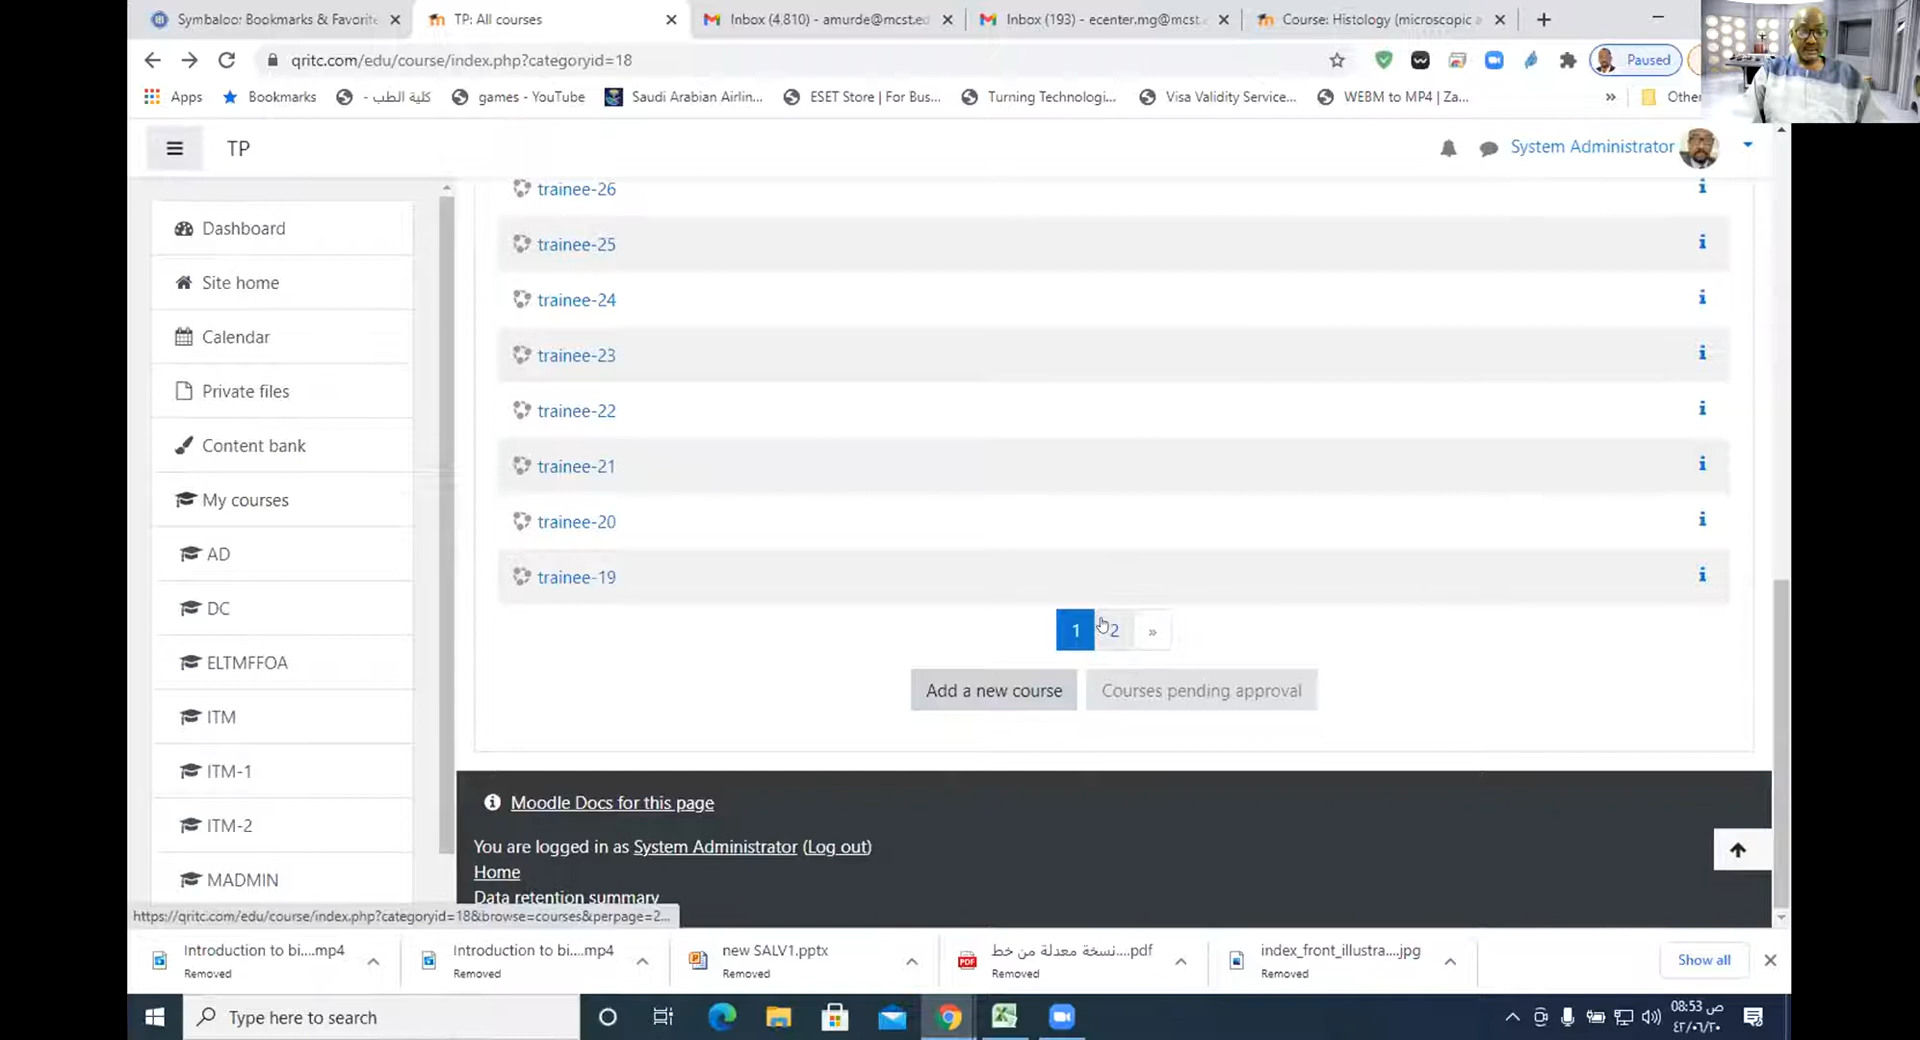 Symbaloo: Bookmarks & Favorite
TP: All courses
Inbox (4.810) - amurde@mcst.ed
Inbox (193) - ecenter.mg@mcst.
Course: Histology (microscopic a
qritc.com/edu/course/index.php?categoryid=18
Paused
Apps
Bookmarks
كلية الطب -
games - YouTube
Saudi Arabian Airlin...
ESET Store | For Bus...
Turning Technologi...
Visa Validity Service...
WEBM to MP4 | Za...
»
Other
TP
System Administrator
Dashboard
Site home
Calendar
Private files
Content bank
My courses
AD
DC
ELTMFFOA
ITM
ITM-1
ITM-2
MADMIN
trainee-26
trainee-25
trainee-24
trainee-23
trainee-22
trainee-21
trainee-20
trainee-19
1 2 »
Add a new course
Courses pending approval
Moodle Docs for this page
You are logged in as System Administrator (Log out)
Home
Data retention summary
https://qritc.com/edu/course/index.php?categoryid=18&browse=courses&perpage=2...
Introduction to bi....mp4
Removed
Introduction to bi....mp4
Removed
new SALV1.pptx
Removed
نسخة معدلة من خط....pdf
Removed
index_front_illustra....jpg
Removed
Show all
Type here to search
08:53 ص
٤٢/٠٦/٢٠